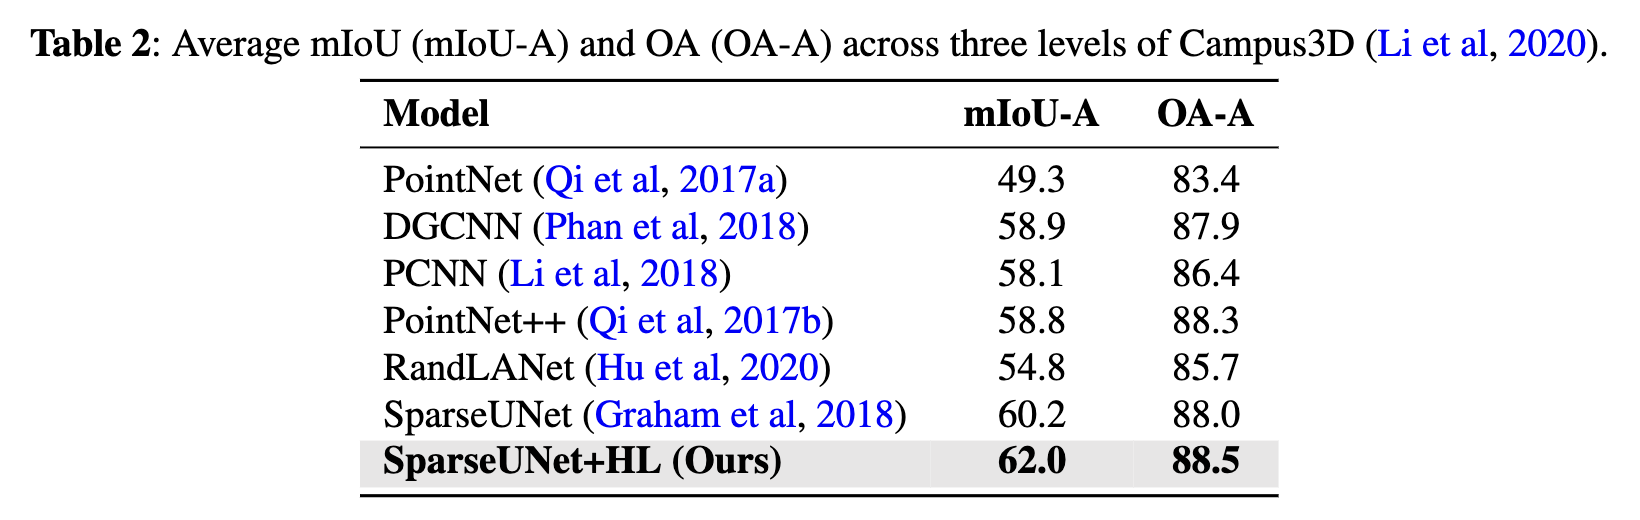 Table 2: Average mIoU (mIoU-A) and OA (OA-A) across three levels of Campus3D (Li et al, 2020).
Model mIoU-A OA-A
PointNet (Qi et al, 2017a) 49.3 83.4
DGCNN (Phan et al, 2018) 58.9 87.9
PCNN (Li et al, 2018) 58.1 86.4
PointNet++ (Qi et al, 2017b) 58.8 88.3
RandLANet (Hu et al, 2020) 54.8 85.7
SparseUNet (Graham et al, 2018) 60.2 88.0
SparseUNet+HL (Ours) 62.0 88.5